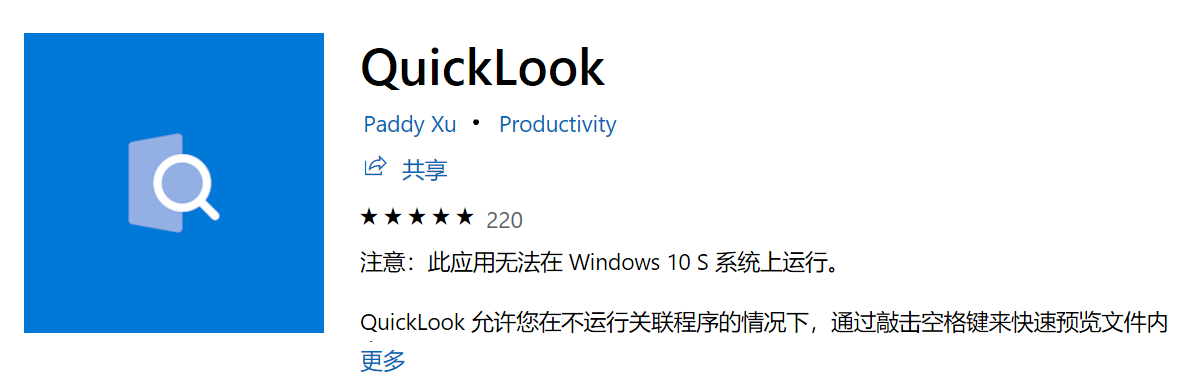 QuickLook
Paddy Xu • Productivity
共享
★★★★★ 220
注意：此应用无法在 Windows 10 S 系统上运行。
QuickLook 允许您在不运行关联程序的情况下，通过敲击空格键来快速预览文件内
更多